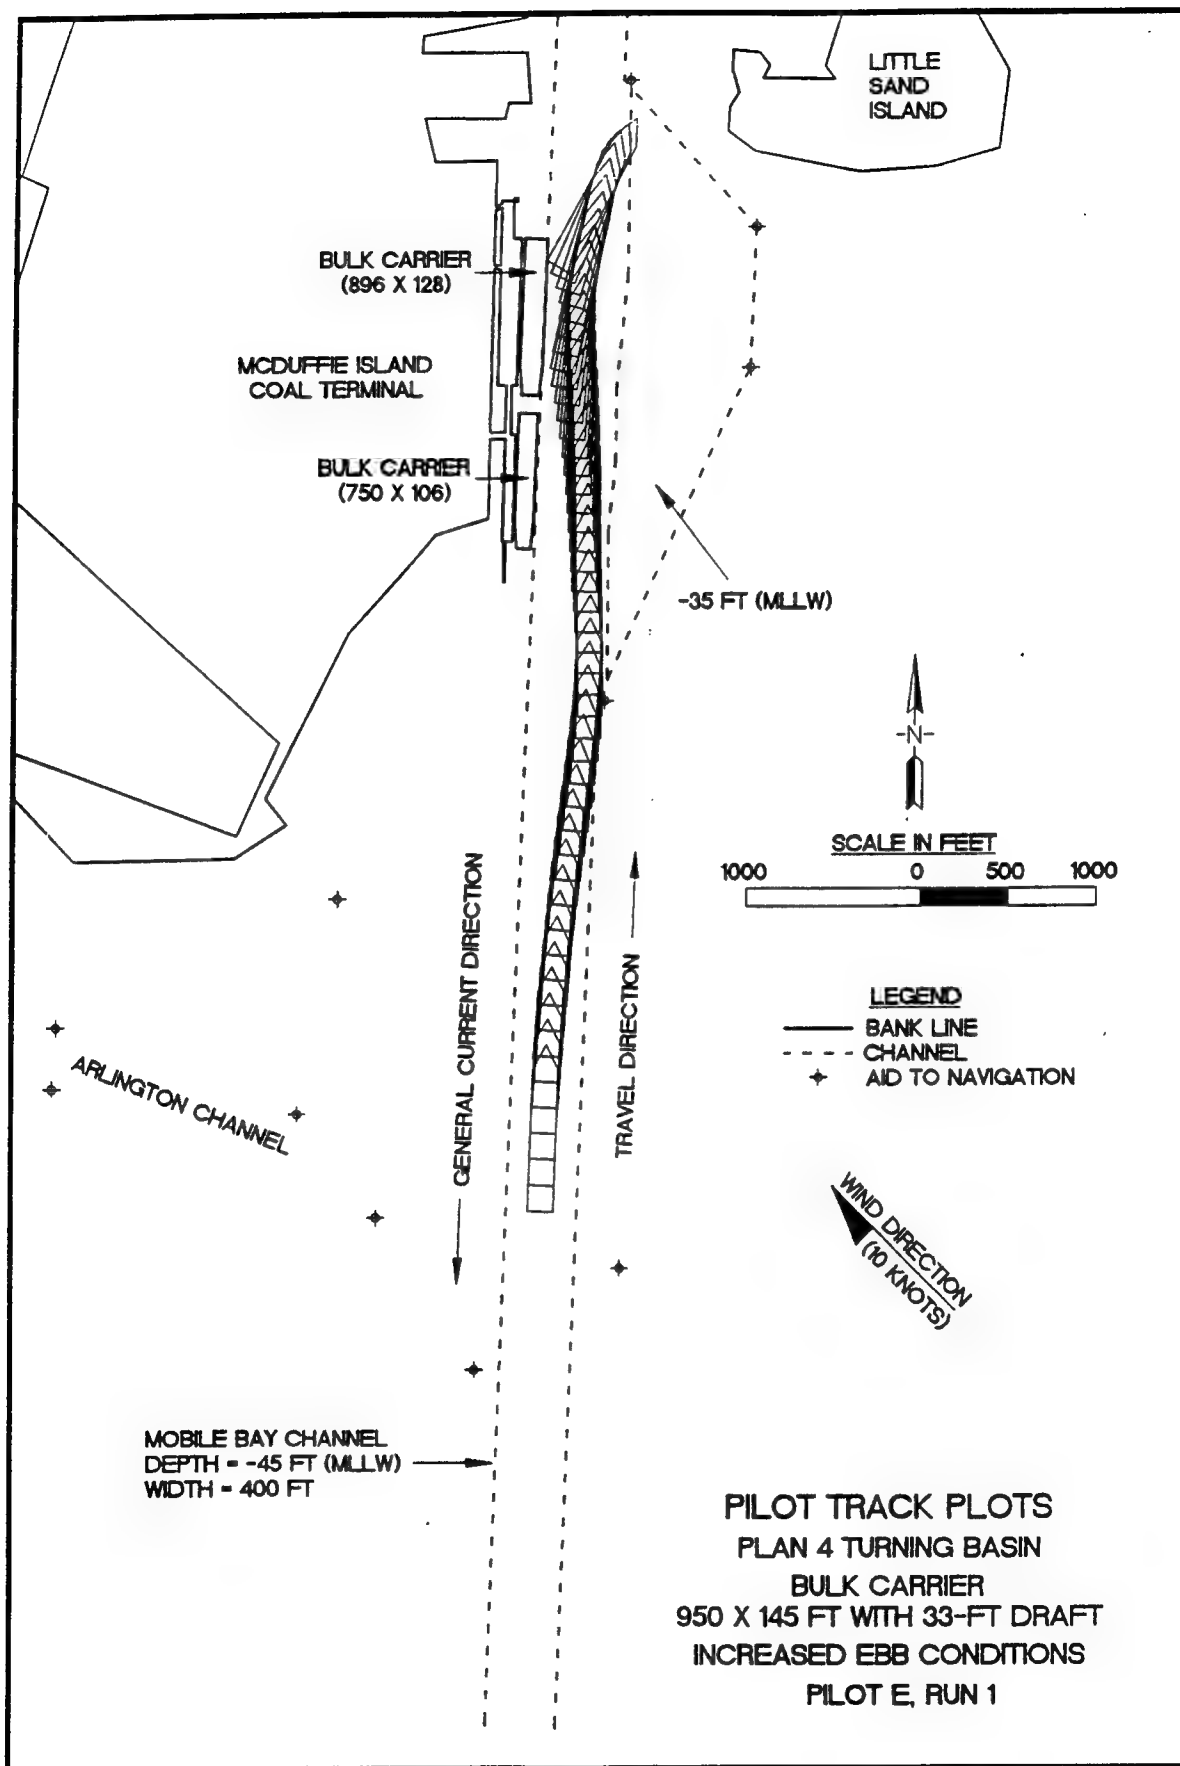 LITTLE
SAND
ISLAND
BULK CARRIER
(896 X 128)
MCDUFFIE ISLAND
COAL TERMINAL
BULK CARRIER
(750 X 106)
-35 FT (MLLW)
-N-
SCALE IN FEET
1000 0 500 1000
GENERAL CURRENT DIRECTION
TRAVEL DIRECTION
LEGEND
BANK LINE
CHANNEL
AID TO NAVIGATION
ARLINGTON CHANNEL
WIND DIRECTION
(10 KNOTS)
MOBILE BAY CHANNEL
DEPTH = -45 FT (MLLW)
WIDTH = 400 FT
PILOT TRACK PLOTS
PLAN 4 TURNING BASIN
BULK CARRIER
950 X 145 FT WITH 33-FT DRAFT
INCREASED EBB CONDITIONS
PILOT E, RUN 1